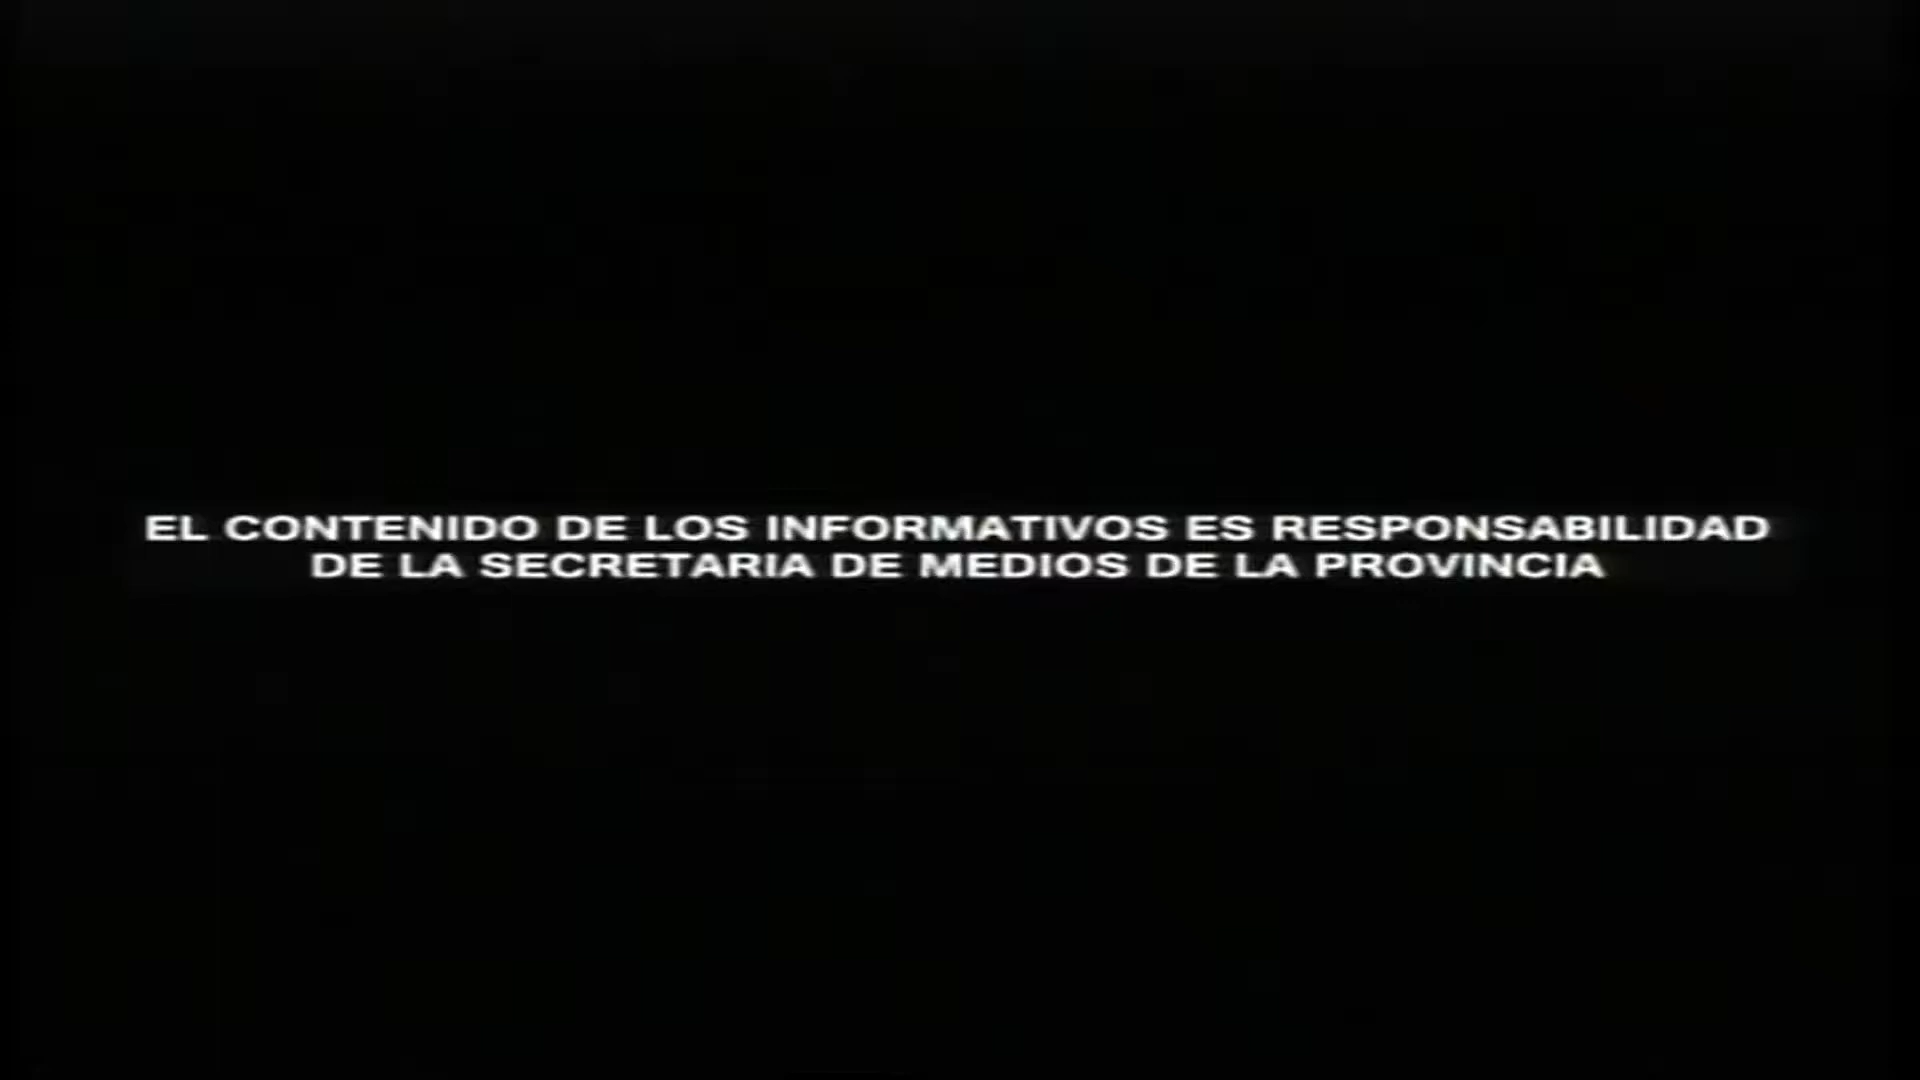 EL CONTENIDO DE LOS INFORMATIVOS ES RESPONSABILIDAD
DE LA SECRETARIA DE MEDIOS DE LA PROVINCIA